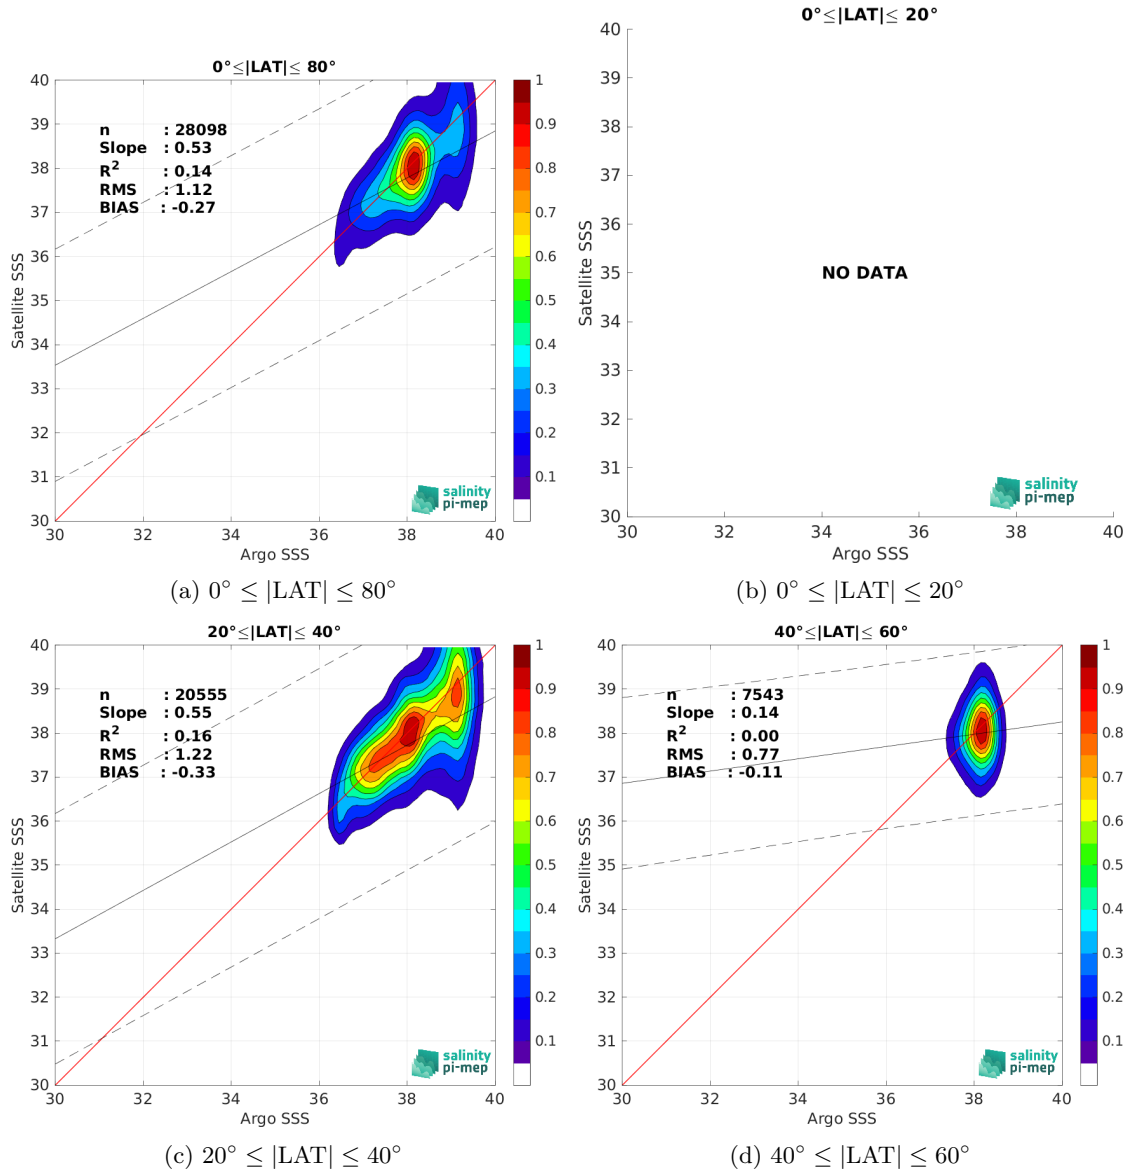 0°≤|LAT|≤ 80°
40
39
38
37
36
35
34
33
32
31
30
Satellite SSS
n : 28098
Slope : 0.53
R² : 0.14
RMS : 1.12
BIAS : -0.27
salinity
pi-mep
30 32 34 36 38 40
Argo SSS
1
0.9
0.8
0.7
0.6
0.5
0.4
0.3
0.2
0.1
(a) 0° ≤ |LAT| ≤ 80°
0°≤|LAT|≤ 20°
40
39
38
37
36
35
34
33
32
31
30
Satellite SSS
NO DATA
salinity
pi-mep
30 32 34 36 38 40
Argo SSS
(b) 0° ≤ |LAT| ≤ 20°
20°≤|LAT|≤ 40°
40
39
38
37
36
35
34
33
32
31
30
Satellite SSS
n : 20555
Slope : 0.55
R² : 0.16
RMS : 1.22
BIAS : -0.33
salinity
pi-mep
30 32 34 36 38 40
Argo SSS
1
0.9
0.8
0.7
0.6
0.5
0.4
0.3
0.2
0.1
(c) 20° ≤ |LAT| ≤ 40°
40°≤|LAT|≤ 60°
40
39
38
37
36
35
34
33
32
31
30
Satellite SSS
n : 7543
Slope : 0.14
R² : 0.00
RMS : 0.77
BIAS : -0.11
salinity
pi-mep
30 32 34 36 38 40
Argo SSS
1
0.9
0.8
0.7
0.6
0.5
0.4
0.3
0.2
0.1
(d) 40° ≤ |LAT| ≤ 60°